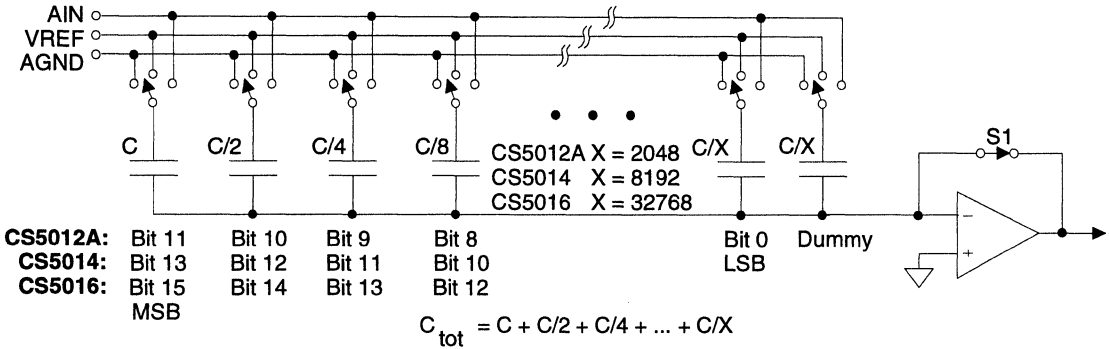 AIN
VREF
AGND
C C/2 C/4 C/8 C/X C/X S1
CS5012A X = 2048
CS5014 X = 8192
CS5016 X = 32768
− +
CS5012A: Bit 11 Bit 10 Bit 9 Bit 8 Bit 0 Dummy
CS5014: Bit 13 Bit 12 Bit 11 Bit 10 LSB
CS5016: Bit 15 Bit 14 Bit 13 Bit 12
MSB
Ctot = C + C/2 + C/4 + ... + C/X